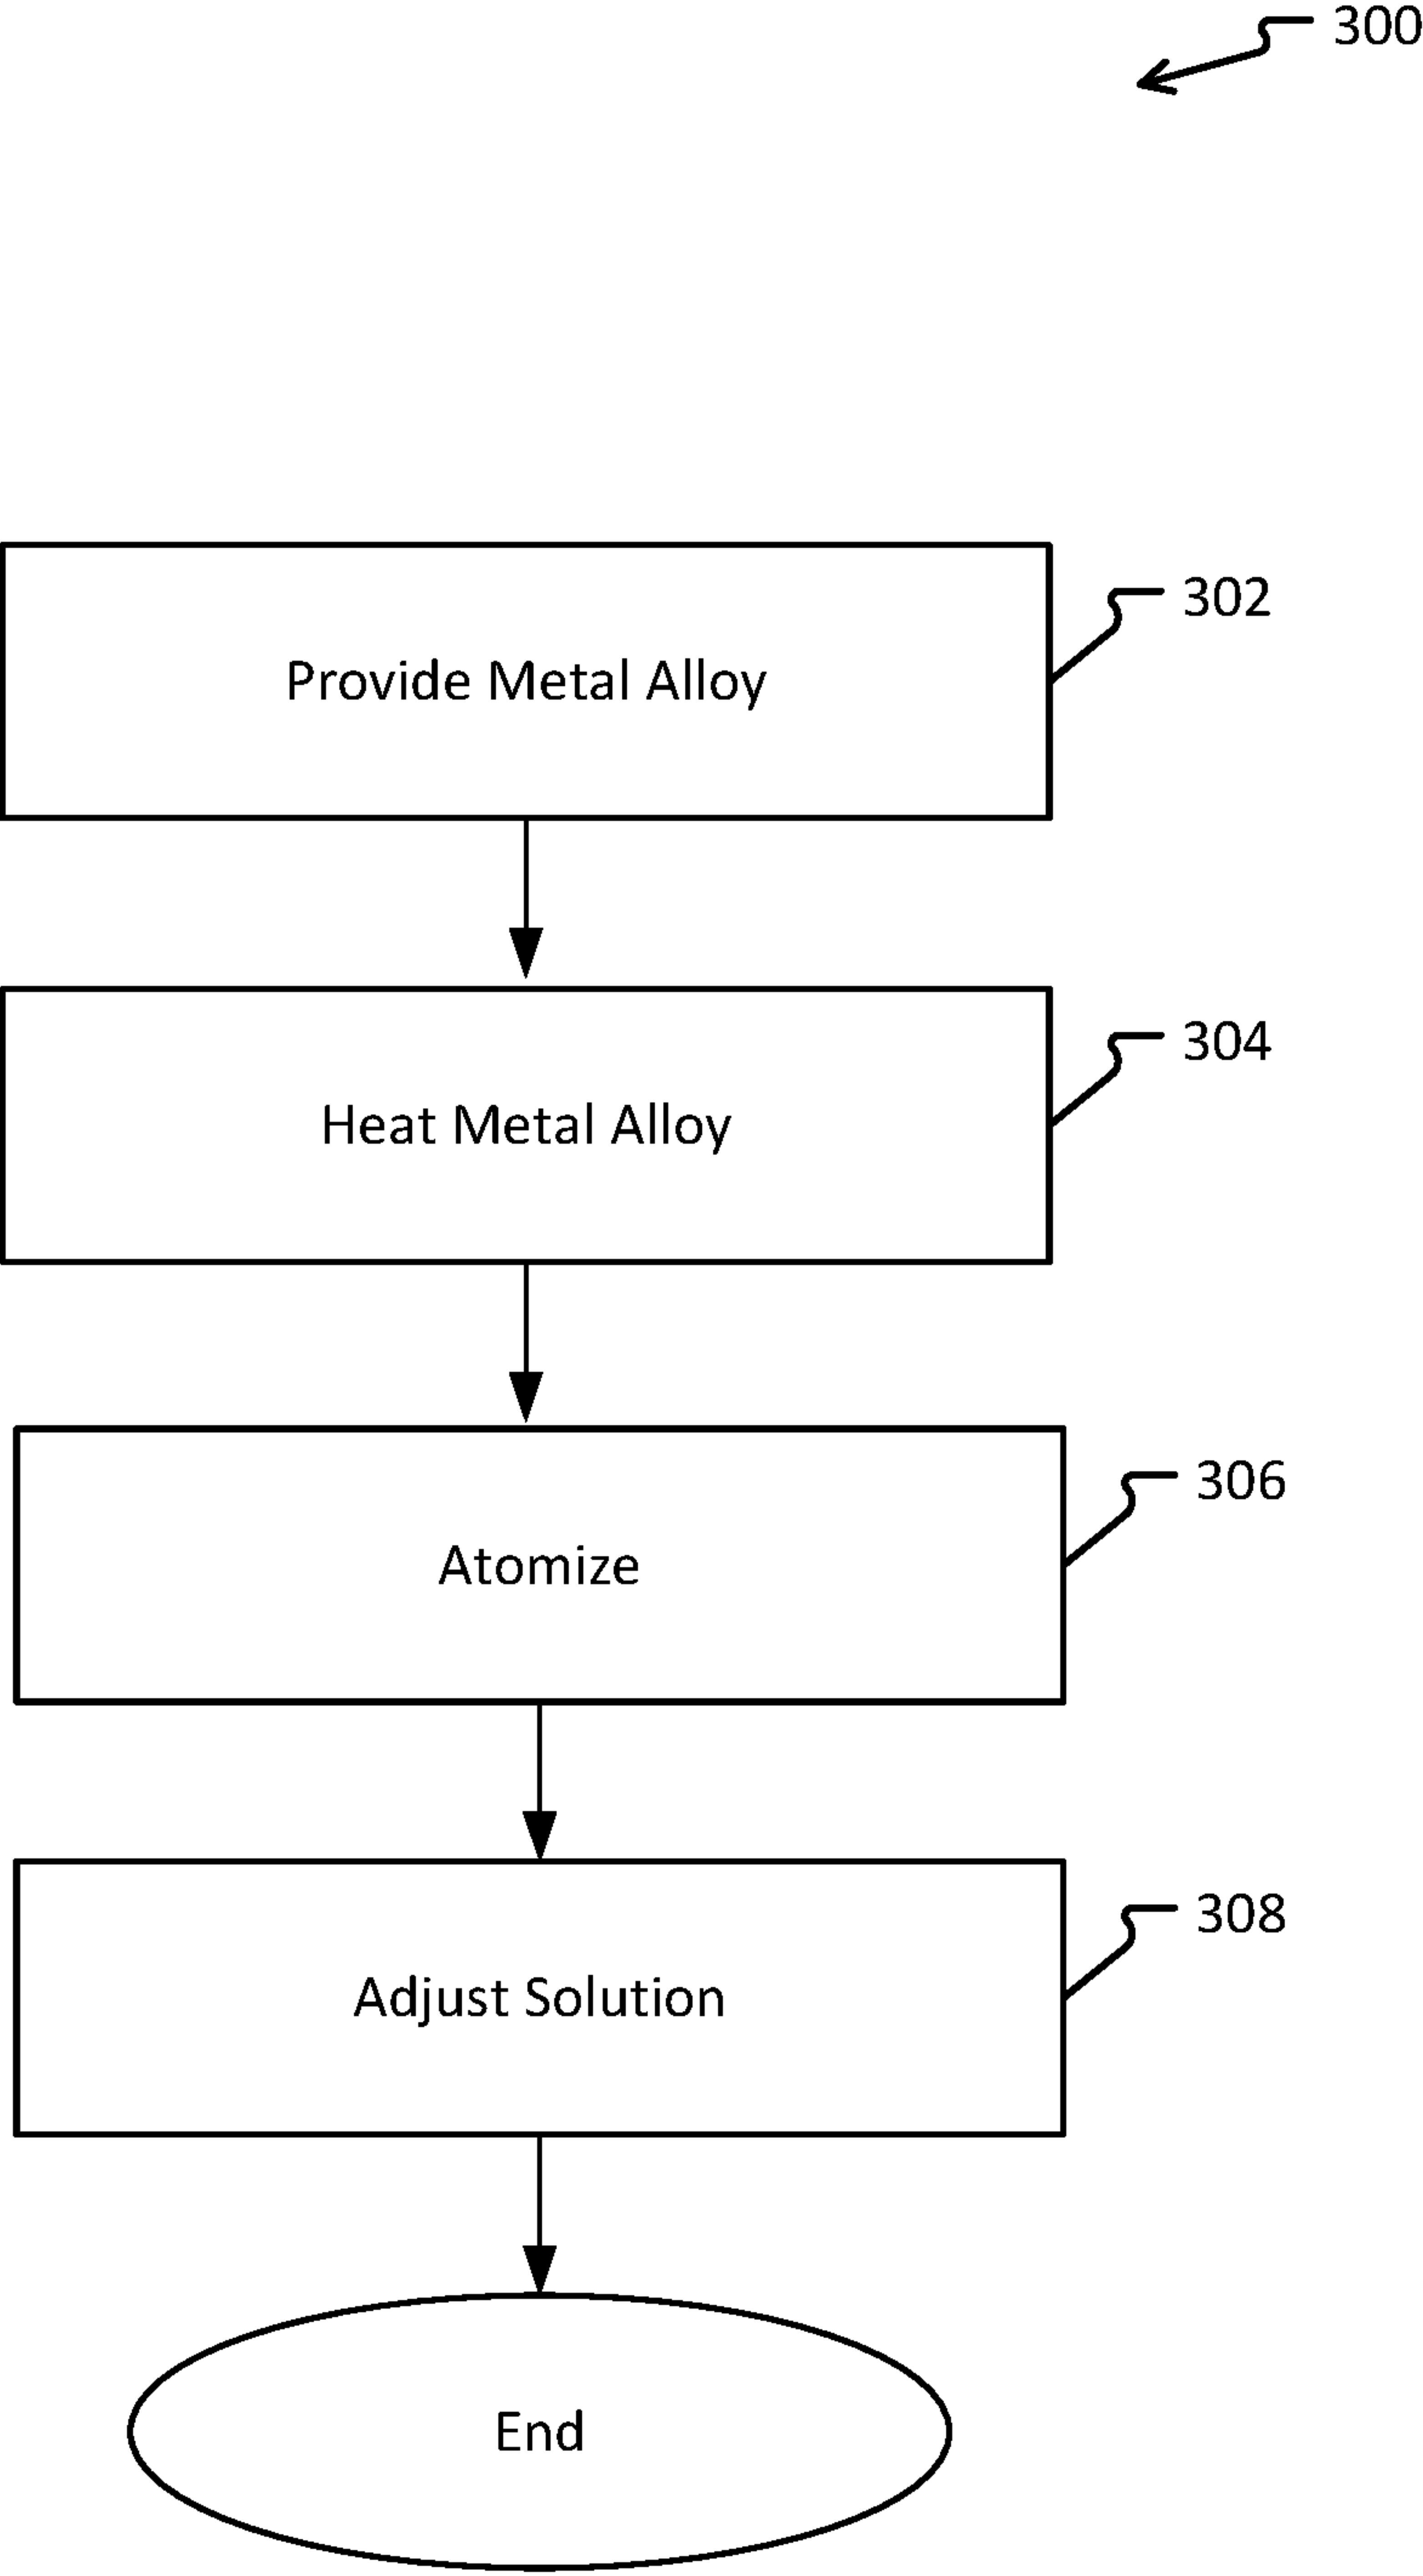 300
Provide Metal Alloy
302
Heat Metal Alloy
304
Atomize
306
Adjust Solution
308
End